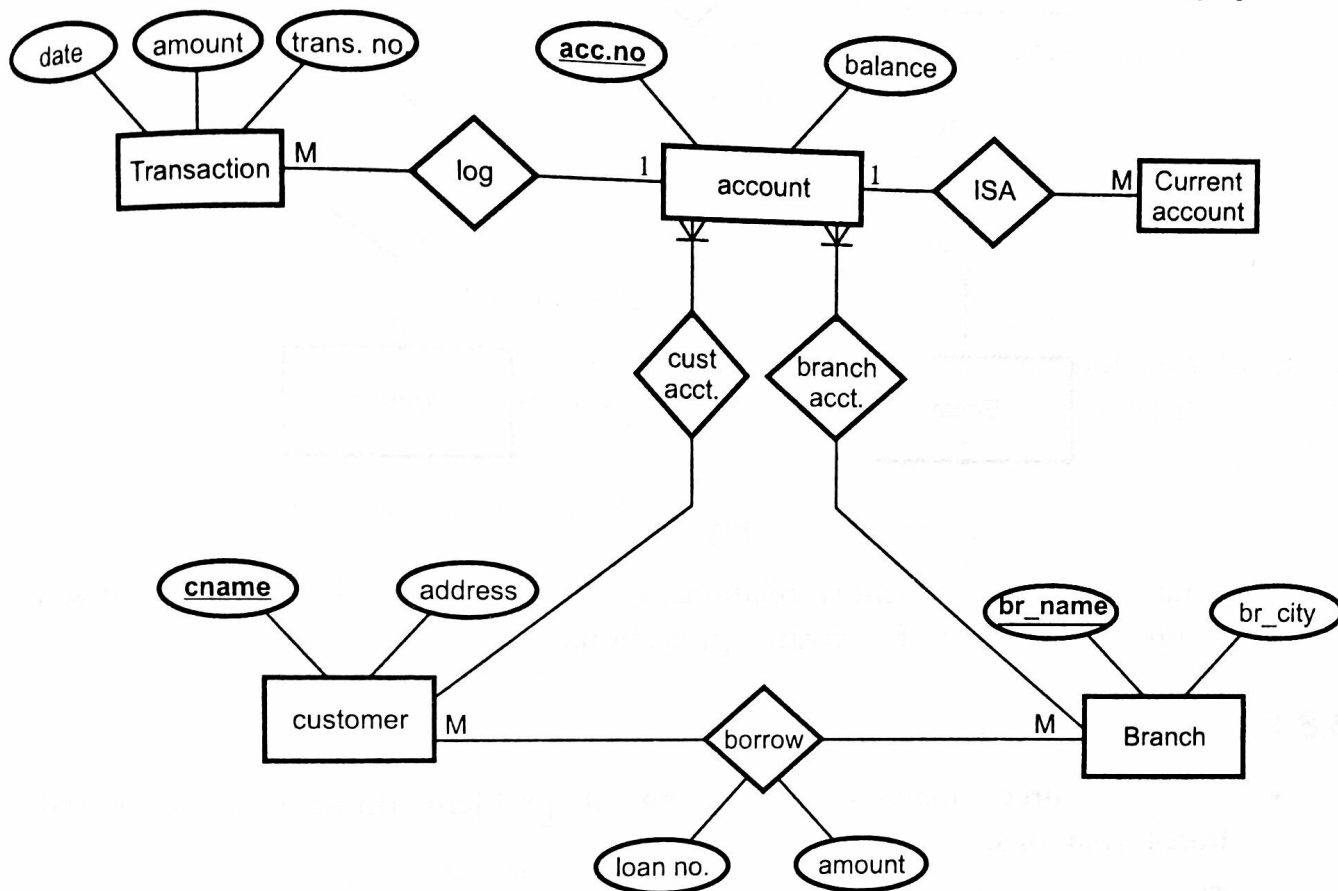 date
amount
trans. no.
acc.no
balance
Transaction
M
log
1
account
1
ISA
M
Current
account
cust
acct.
branch
acct.
cname
address
br_name
br_city
customer
M
borrow
M
Branch
loan no.
amount